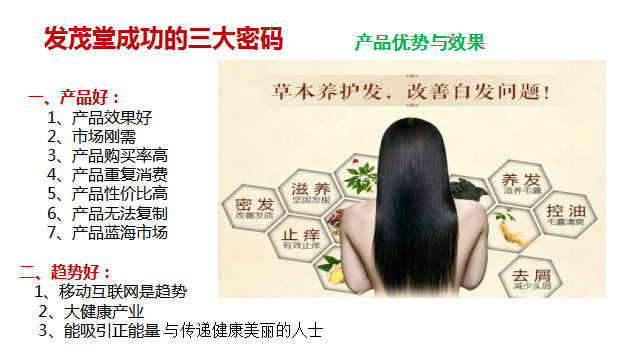 发茂堂成功的三大密码
产品优势与效果
一、产品好：
1、产品效果好
2、市场刚需
3、产品购买率高
4、产品重复消费
5、产品性价比高
6、产品无法复制
7、产品蓝海市场
二、趋势好：
1、移动互联网是趋势
2、大健康产业
3、能吸引正能量 与传递健康美丽的人士
草本养护发，改善白发问题！
密发
改善发质
滋养
坚固发根
止痒
有效止痒
养发
滋养毛囊
控油
毛囊清爽
去屑
减少头屑